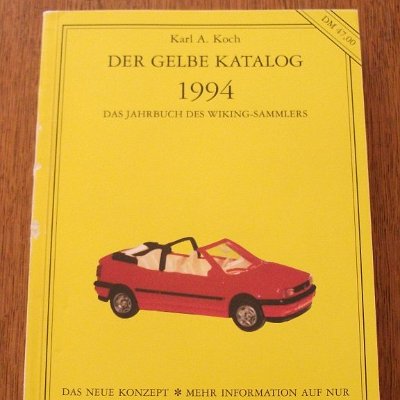 Karl A. Koch
DM 47,00
DER GELBE KATALOG
1994
DAS JAHRBUCH DES WIKING-SAMMLERS
DAS NEUE KONZEPT * MEHR INFORMATION AUF NUR